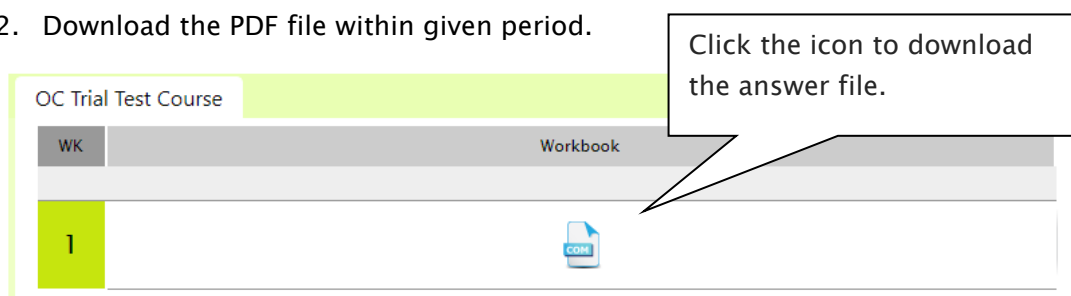 2. Download the PDF file within given period.
Click the icon to download
the answer file.
OC Trial Test Course
WK Workbook
1
COM